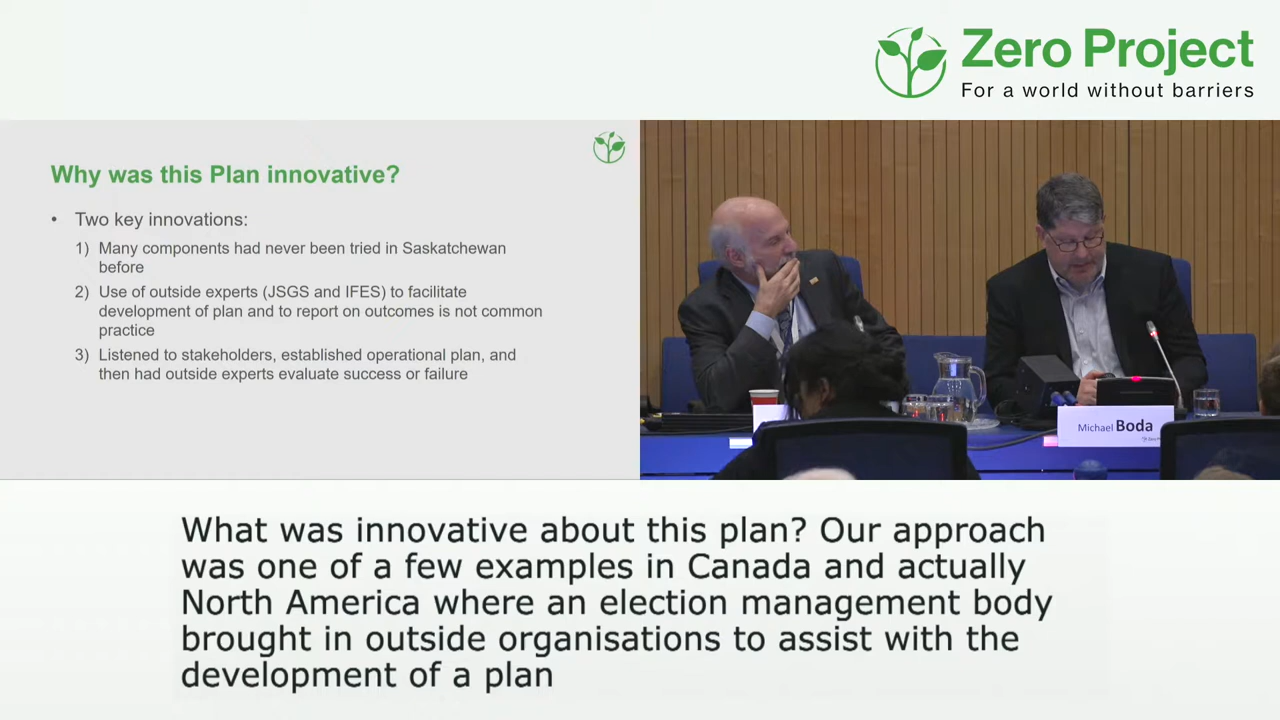 Zero Project
For a world without barriers
Why was this Plan innovative?
• Two key innovations:
1) Many components had never been tried in Saskatchewan
before
2) Use of outside experts (JSGS and IFES) to facilitate
development of plan and to report on outcomes is not common
practice
3) Listened to stakeholders, established operational plan, and
then had outside experts evaluate success or failure
Michael Boda
What was innovative about this plan? Our approach
was one of a few examples in Canada and actually
North America where an election management body
brought in outside organisations to assist with the
development of a plan